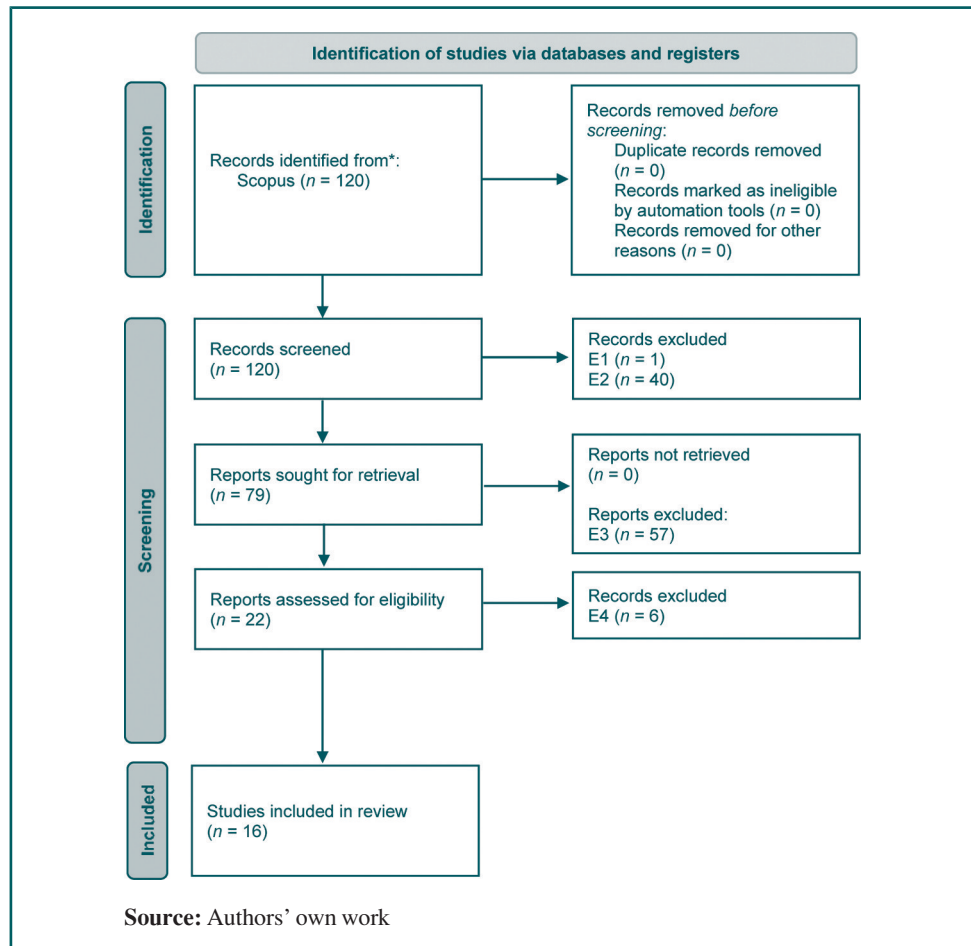 Identification of studies via databases and registers
Identification
Records identified from*:
Scopus (n = 120)
Records removed before
screening:
Duplicate records removed
(n = 0)
Records marked as ineligible
by automation tools (n = 0)
Records removed for other
reasons (n = 0)
Screening
Records screened
(n = 120)
Records excluded
E1 (n = 1)
E2 (n = 40)
Reports sought for retrieval
(n = 79)
Reports not retrieved
(n = 0)
Reports excluded:
E3 (n = 57)
Reports assessed for eligibility
(n = 22)
Records excluded
E4 (n = 6)
Included
Studies included in review
(n = 16)
Source: Authors' own work